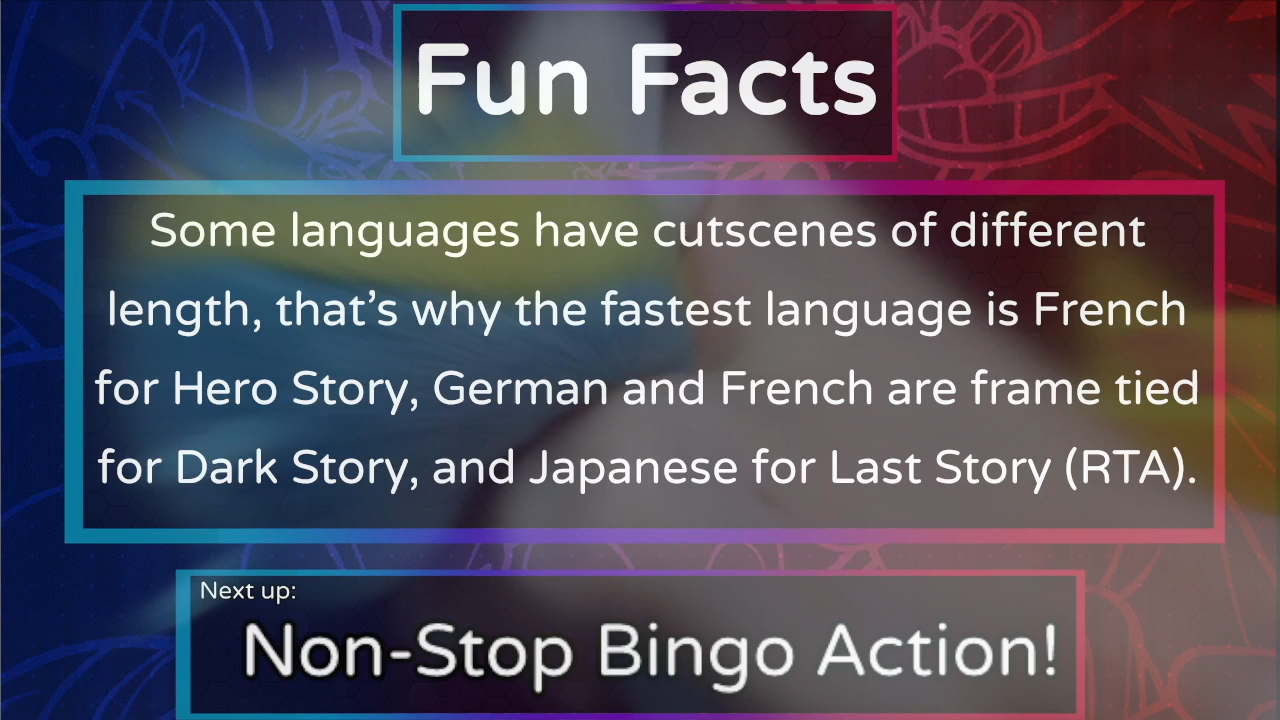 Fun Facts
Some languages have cutscenes of different
length, that’s why the fastest language is French
for Hero Story, German and French are frame tied
for Dark Story, and Japanese for Last Story (RTA).
Next up:
Non-Stop Bingo Action!